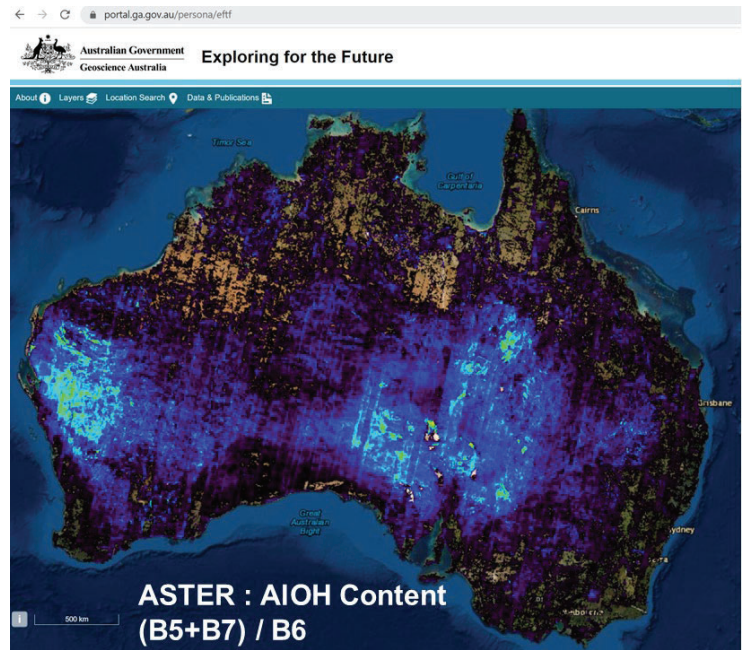 portal.ga.gov.au/persona/eftf
Australian Government
Geoscience Australia
Exploring for the Future
About Layers Location Search Data & Publications
Timor Sea
Gulf of
Carpentaria
Cairns
Brisbane
Great
Australian
Bight
ydney
ASTER : AlOH Content
(B5+B7) / B6
500 km